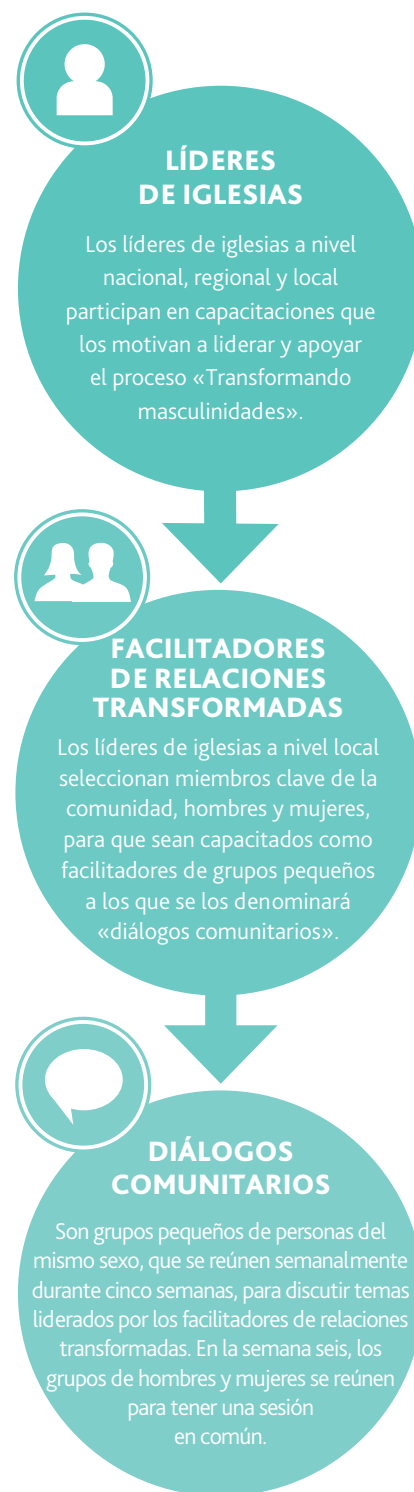 LÍDERES
DE IGLESIAS
Los líderes de iglesias a nivel
nacional, regional y local
participan en capacitaciones que
los motivan a liderar y apoyar
el proceso «Transformando
masculinidades».
FACILITADORES
DE RELACIONES
TRANSFORMADAS
Los líderes de iglesias a nivel local
seleccionan miembros clave de la
comunidad, hombres y mujeres,
para que sean capacitados como
facilitadores de grupos pequeños
a los que se los denominará
«diálogos comunitarios».
DIÁLOGOS
COMUNITARIOS
Son grupos pequeños de personas del
mismo sexo, que se reúnen semanalmente
durante cinco semanas, para discutir temas
liderados por los facilitadores de relaciones
transformadas. En la semana seis, los
grupos de hombres y mujeres se reúnen
para tener una sesión
en común.